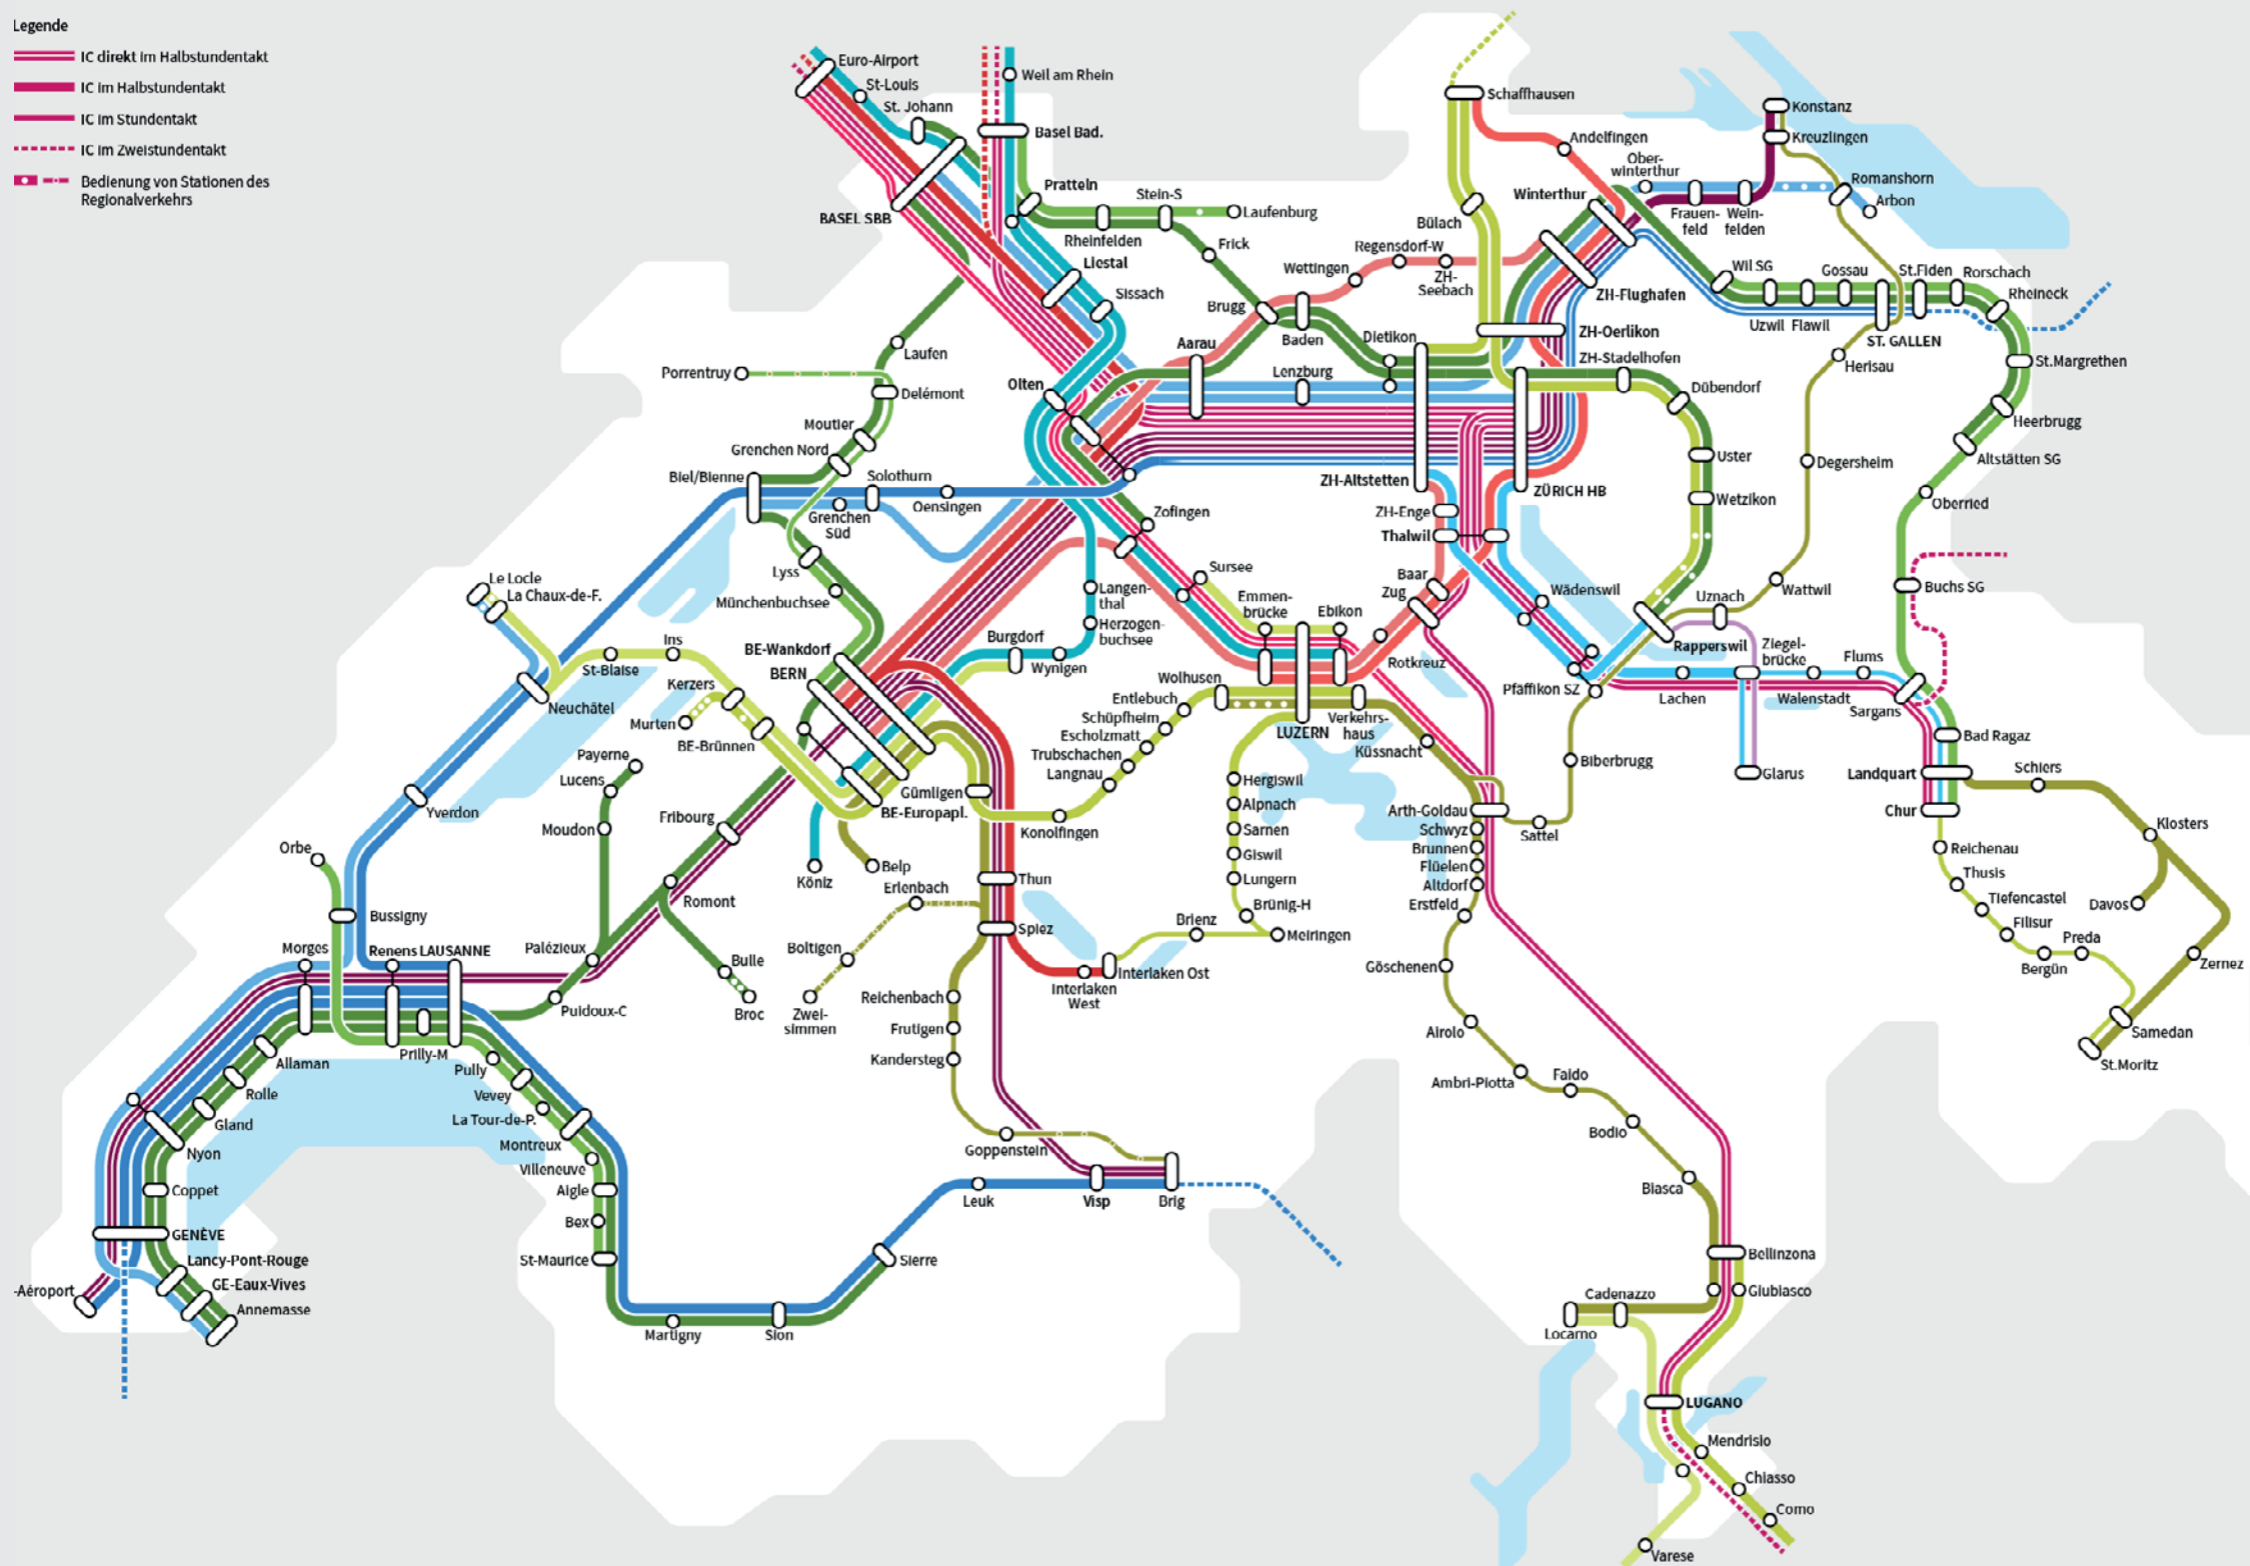 Legende
IC direkt im Halbstundentakt
IC im Halbstundentakt
IC im Stundentakt
IC im Zweistundentakt
Bedienung von Stationen des
Regionalverkehrs
Euro-Airport
St-Louis
St. Johann
BASEL SBB
Weil am Rhein
Basel Bad.
Pratteln
Stein-S
Laufenburg
Rheinfelden
Frick
Liestal
Sissach
Schaffhausen
Andelfingen
Ober-
winterthur
Winterthur
Bülach
Konstanz
Kreuzlingen
Romanshorn
Arbon
Frauen-
feld
Wein-
felden
Regensdorf-W
Wettingen
ZH-
Seebach
ZH-Flughafen
ZH-Oerlikon
ZH-Stadelhofen
Wil SG
Gossau
St.Fiden
Rorschach
Rheineck
Uzwil
Flawil
ST. GALLEN
St.Margrethen
Herisau
Heerbrugg
Altstätten SG
Degersheim
Oberried
Brugg
Baden
Dietikon
Aarau
Lenzburg
Olten
Dübendorf
Uster
Wetzikon
ZH-Altstetten
ZÜRICH HB
ZH-Enge
Thalwil
Laufen
Porrentruy
Delémont
Moutier
Grenchen Nord
Biel/Bienne
Solothurn
Oensingen
Grenchen
Süd
Lyss
Münchenbuchsee
Zofingen
Langen-
thal
Herzogen-
buchsee
Sursee
Emmen-
brücke
Ebikon
Baar
Zug
Rotkreuz
Wädenswil
Wattwil
Uznach
Rapperswil
Ziegel-
brücke
Flums
Pfäffikon SZ
Lachen
Walenstadt
Sargans
Buchs SG
Le Locle
La Chaux-de-F.
Ins
St-Blaise
Neuchâtel
Kerzers
Murten
BE-Brünnen
BE-Wankdorf
BERN
Burgdorf
Wynigen
Wolhusen
Entlebuch
Schüpfheim
Escholzmatt
Trubschachen
Langnau
LUZERN
Verkehrs-
haus
Küssnacht
Biberbrugg
Glarus
Bad Ragaz
Landquart
Chur
Schiers
Klosters
Reichenau
Thusis
Tiefencastel
Filisur
Bergün
Preda
Davos
Zernez
Samedan
St.Moritz
Payerne
Lucens
Moudon
Yverdon
Orbe
Fribourg
Gümligen
BE-Europapl.
Konolfingen
Köniz
Belp
Hergiswil
Alpnach
Sarnen
Giswil
Lungern
Brünig-H
Meiringen
Brienz
Arth-Goldau
Schwyz
Brunnen
Flüelen
Altdorf
Erstfeld
Sattel
Göschenen
Airolo
Ambri-Piotta
Faido
Bodio
Biasca
Bussigny
Morges
Renens
LAUSANNE
Palézieux
Romont
Bulle
Broc
Puidoux-C
Erlenbach
Boltigen
Zwei-
simmen
Thun
Spiez
Interlaken Ost
Interlaken
West
Reichenbach
Frutigen
Kandersteg
Goppenstein
Allaman
Rolle
Gland
Nyon
Coppet
GENÈVE
Lancy-Pont-Rouge
GE-Eaux-Vives
Annemasse
-Aéroport
Prilly-M
Pully
Vevey
La Tour-de-P.
Montreux
Villeneuve
Aigle
Bex
St-Maurice
Martigny
Sion
Sierre
Leuk
Visp
Brig
Bellinzona
Giubiasco
Cadenazzo
Locarno
LUGANO
Mendrisio
Chiasso
Como
Varese